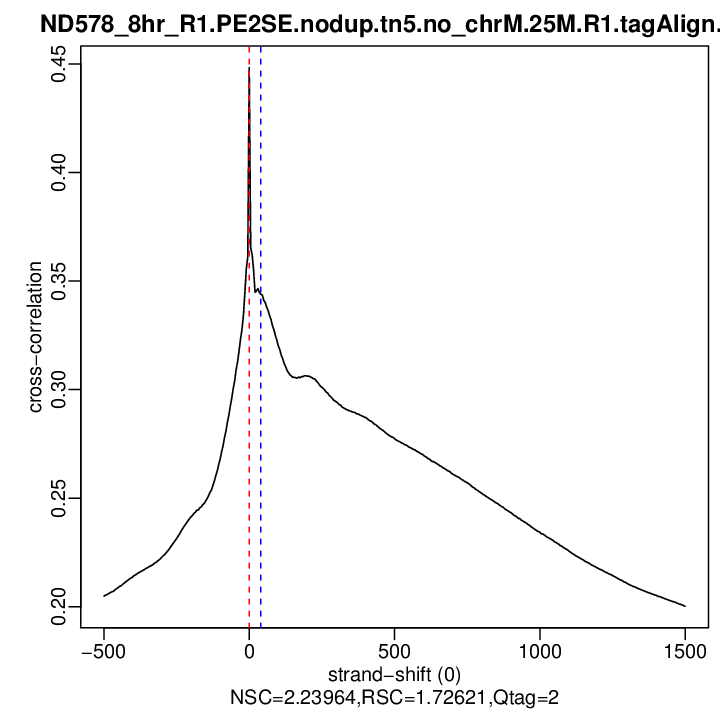 ND578_8hr_R1.PE2SE.nodup.tn5.no_chrM.25M.R1.tagAlign.
0.45
0.40
0.35
0.30
0.25
0.20
cross−correlation
−500 0 500 1000 1500
strand−shift (0)
NSC=2.23964,RSC=1.72621,Qtag=2